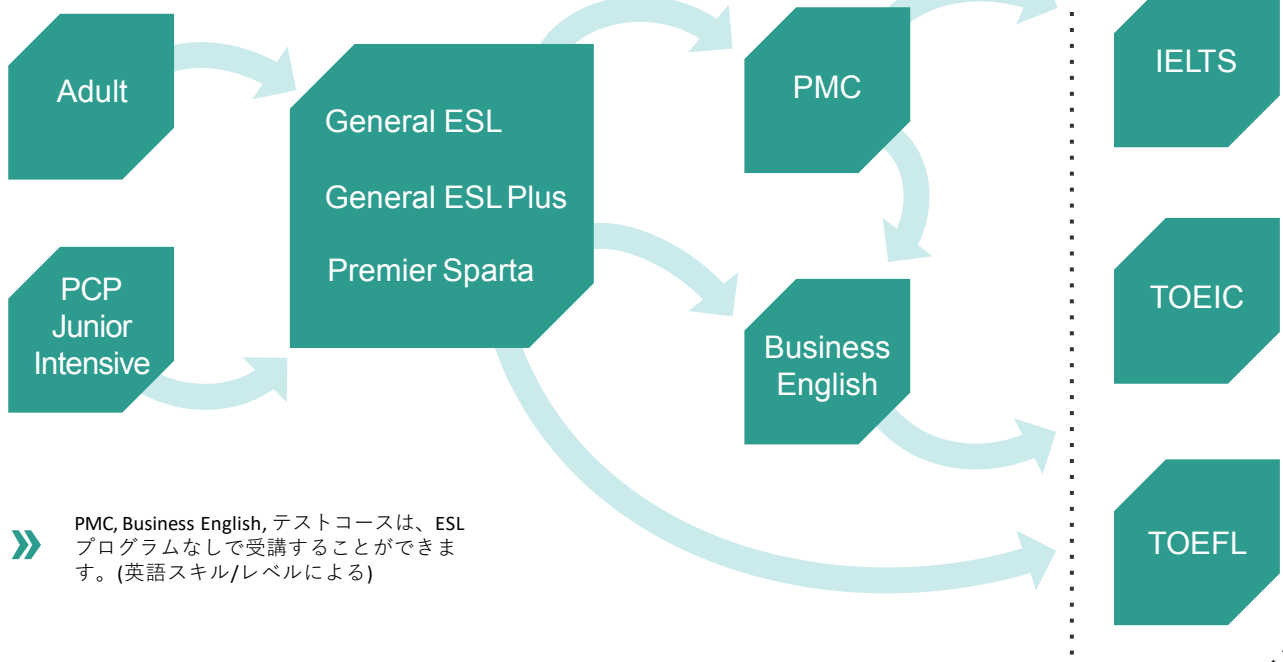 Adult
General ESL
General ESL Plus
Premier Sparta
PCP
Junior
Intensive
PMC
Business
English
IELTS
TOEIC
TOEFL
PMC, Business English, テストコースは、ESL
プログラムなしで受講することができま
す。(英語スキル/レベルによる)